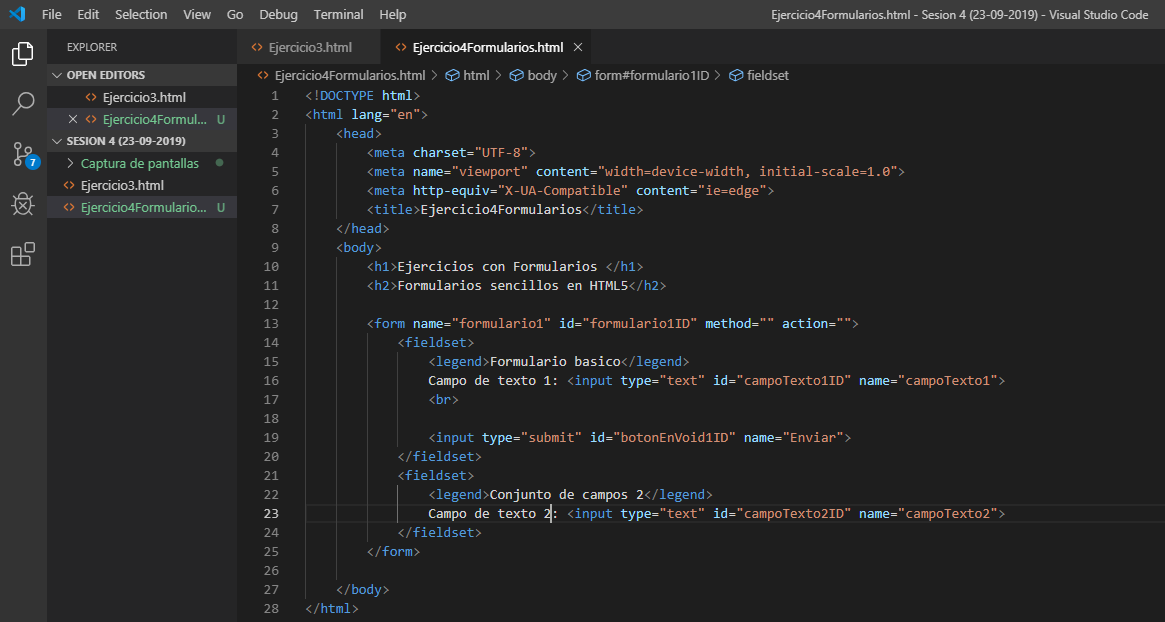 File Edit Selection View Go Debug Terminal Help Ejercicio4Formularios.html - Sesion 4 (23-09-2019) - Visual Studio Code
EXPLORER
OPEN EDITORS
Ejercicio3.html
Ejercicio4Formul... U
SESION 4 (23-09-2019)
Captura de pantallas
Ejercicio3.html
Ejercicio4Formulario... U
7
Ejercicio3.html Ejercicio4Formularios.html
Ejercicio4Formularios.html > html > body > form#formulario1ID > fieldset
1 <!DOCTYPE html>
2 <html lang="en">
3 <head>
4 <meta charset="UTF-8">
5 <meta name="viewport" content="width=device-width, initial-scale=1.0">
6 <meta http-equiv="X-UA-Compatible" content="ie=edge">
7 <title>Ejercicio4Formularios</title>
8 </head>
9 <body>
10 <h1>Ejercicios con Formularios </h1>
11 <h2>Formularios sencillos en HTML5</h2>
12
13 <form name="formulario1" id="formulario1ID" method="" action="">
14 <fieldset>
15 <legend>Formulario basico</legend>
16 Campo de texto 1: <input type="text" id="campoTexto1ID" name="campoTexto1">
17 <br>
18
19 <input type="submit" id="botonEnVoid1ID" name="Enviar">
20 </fieldset>
21 <fieldset>
22 <legend>Conjunto de campos 2</legend>
23 Campo de texto 2: <input type="text" id="campoTexto2ID" name="campoTexto2">
24 </fieldset>
25 </form>
26
27 </body>
28 </html>